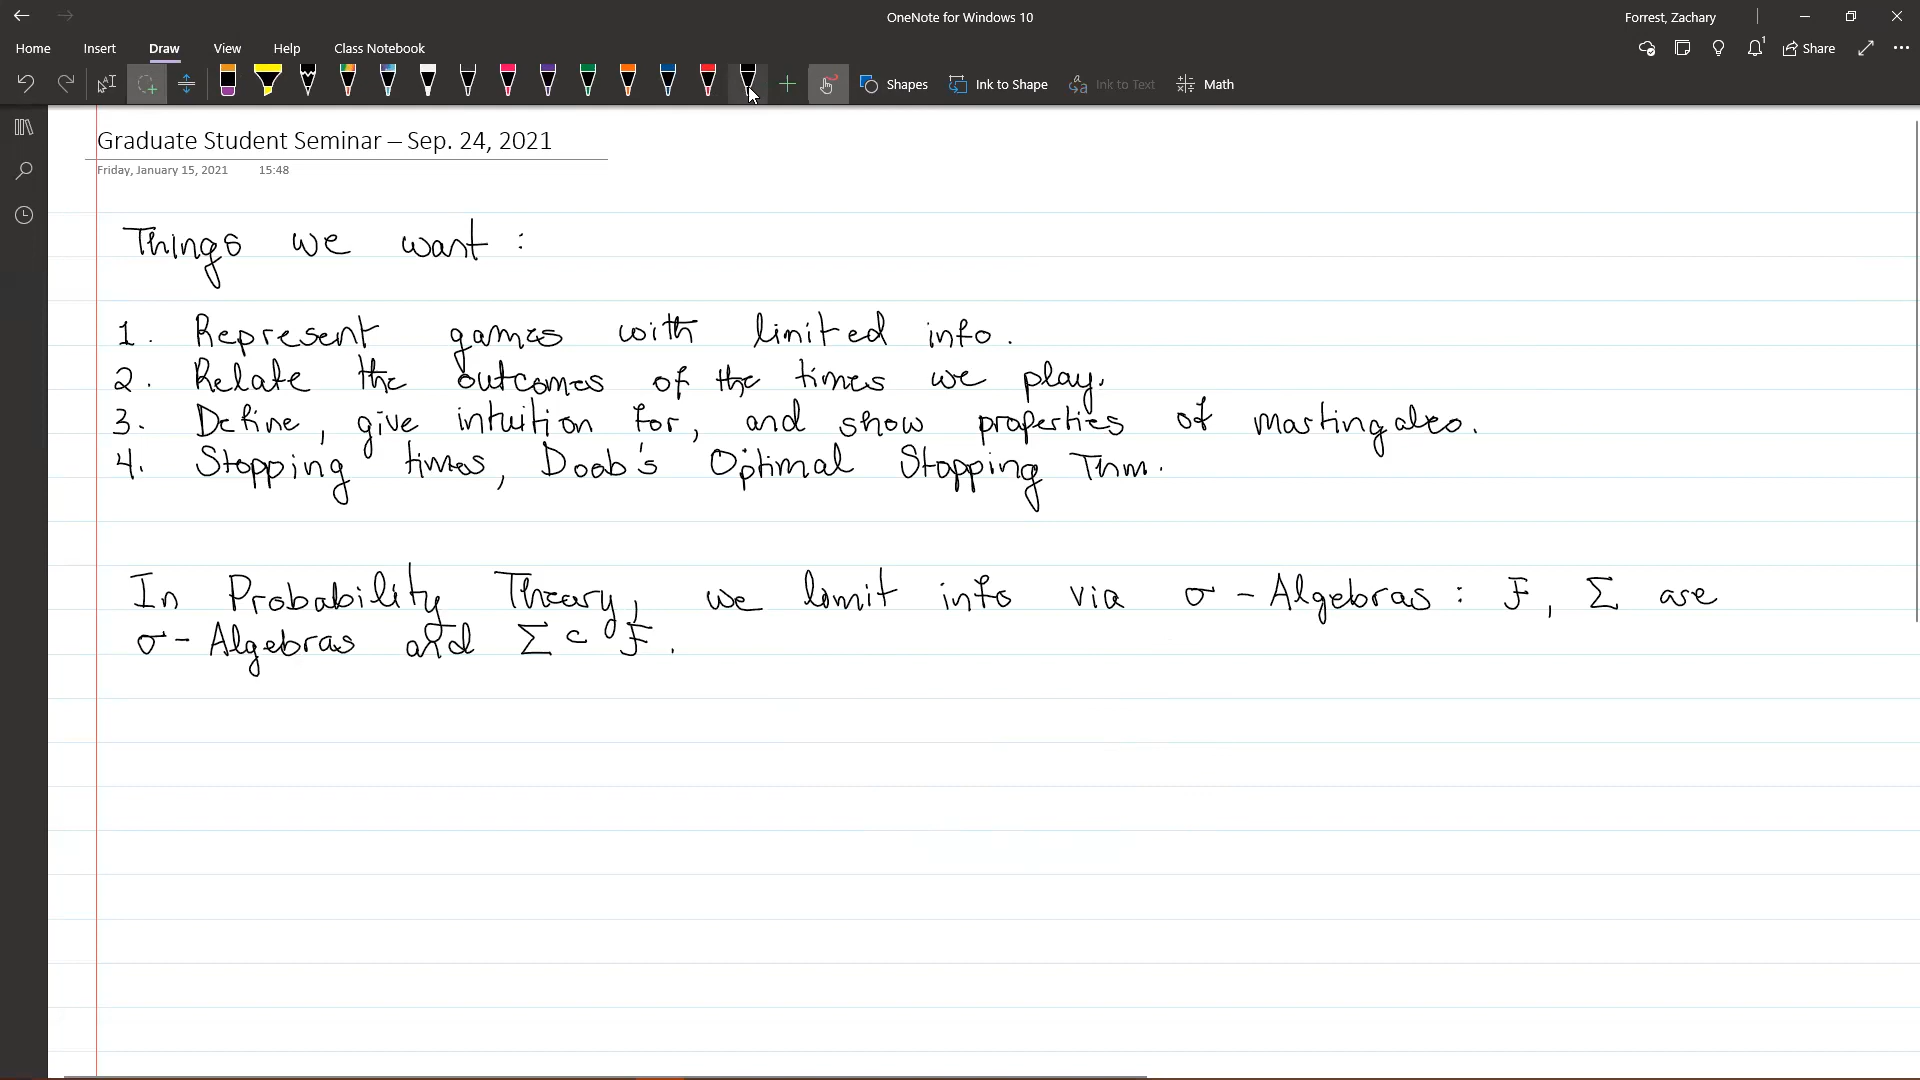 OneNote for Windows 10
Forrest, Zachary
Home Insert Draw View Help Class Notebook
Share
Shapes Ink to Shape Ink to Text Math
Graduate Student Seminar – Sep. 24, 2021
Friday, January 15, 2021 15:48
Things we want :
1. Represent games with limited info.
2. Relate the outcomes of the times we play.
3. Define, give intuition for, and show properties of martingales.
4. Stopping times, Doob's Optimal Stopping Thm.
In Probability Theory, we limit info via σ - Algebras : F, Σ are
σ - Algebras and Σ ⊂ F.